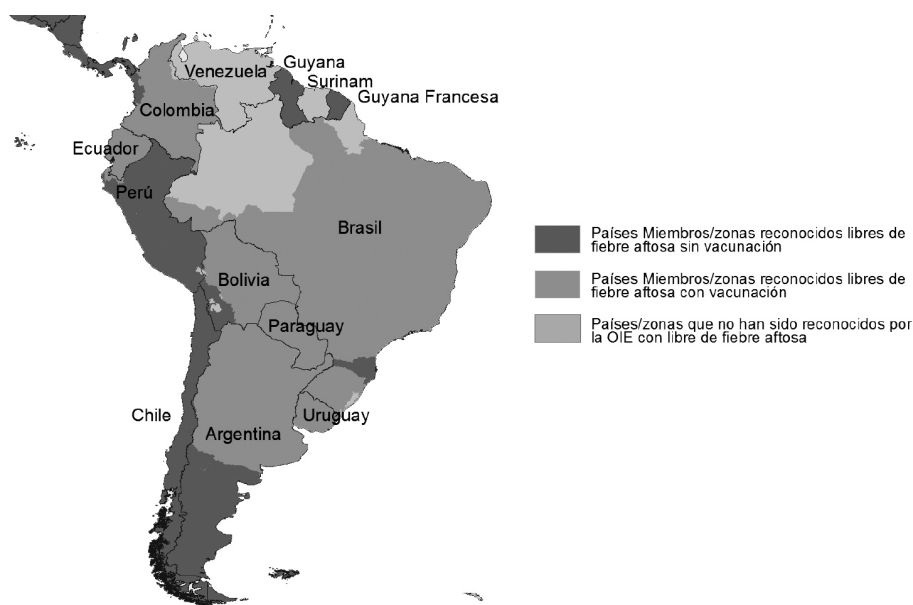 Guyana
Venezuela
Surinam
Guyana Francesa
Colombia
Ecuador
Perú
Brasil
Bolivia
Paraguay
Chile
Uruguay
Argentina
Países Miembros/zonas reconocidos libres de
fiebre aftosa sin vacunación
Países Miembros/zonas reconocidos libres de
fiebre aftosa con vacunación
Países/zonas que no han sido reconocidos por
la OIE con libre de fiebre aftosa